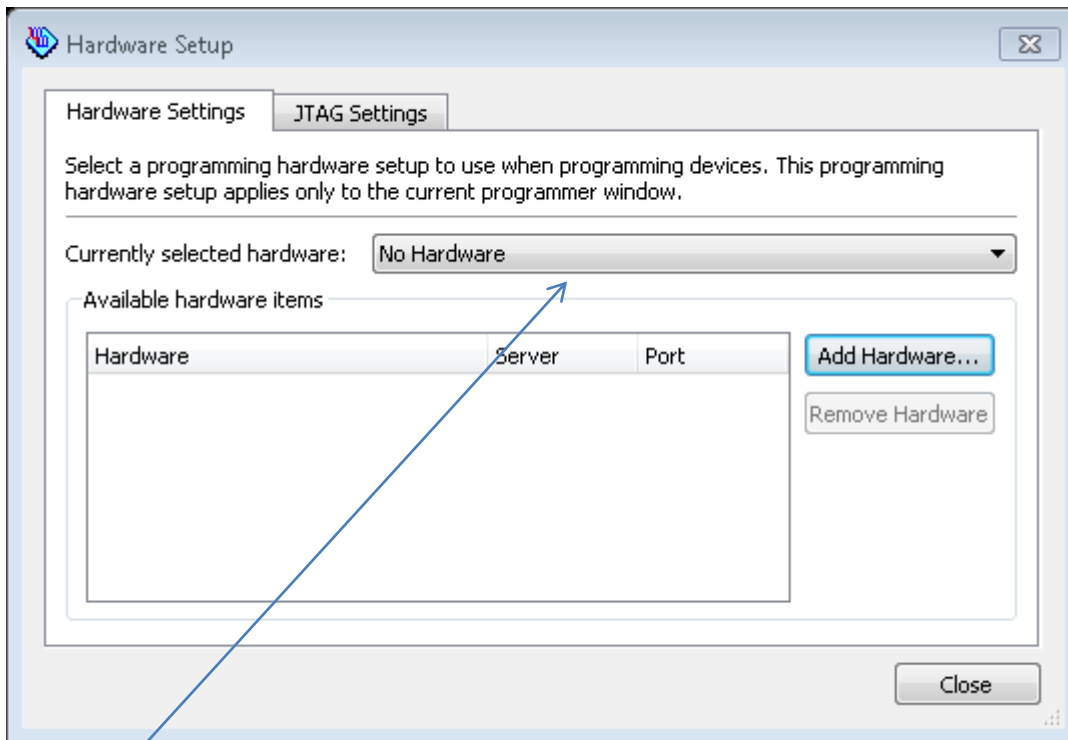 Hardware Setup
Hardware Settings
JTAG Settings
Select a programming hardware setup to use when programming devices. This programming
hardware setup applies only to the current programmer window.
Currently selected hardware: No Hardware
Available hardware items
Hardware Server Port
Add Hardware...
Remove Hardware
Close